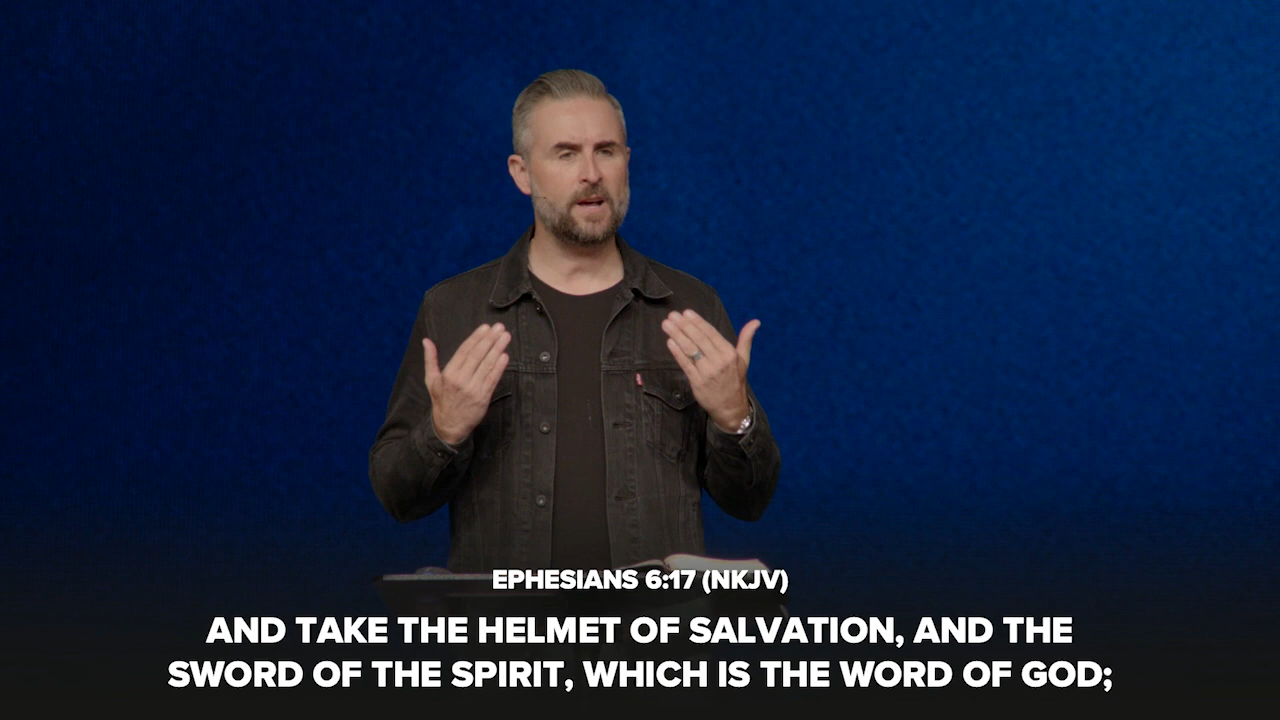 EPHESIANS 6:17 (NKJV)
AND TAKE THE HELMET OF SALVATION, AND THE
SWORD OF THE SPIRIT, WHICH IS THE WORD OF GOD;